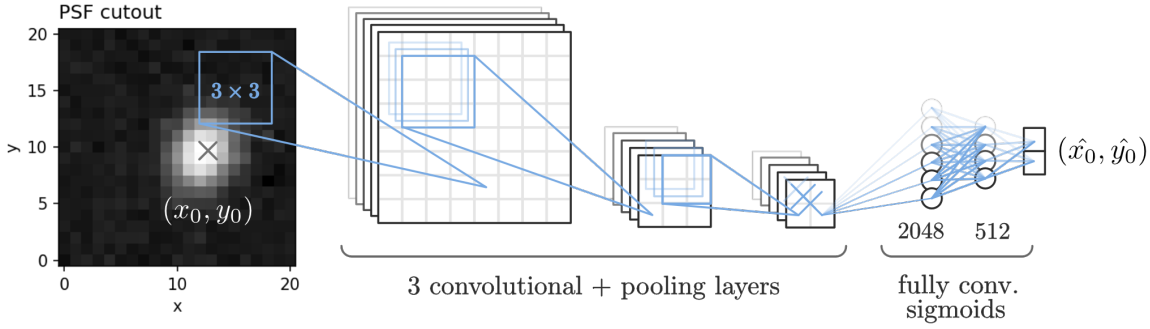 PSF cutout
20
15
10
5
0
y
0
10
20
x
3 × 3
(x₀, y₀)
3 convolutional + pooling layers
2048
512
fully conv.
sigmoids
(x̂₀, ŷ₀)